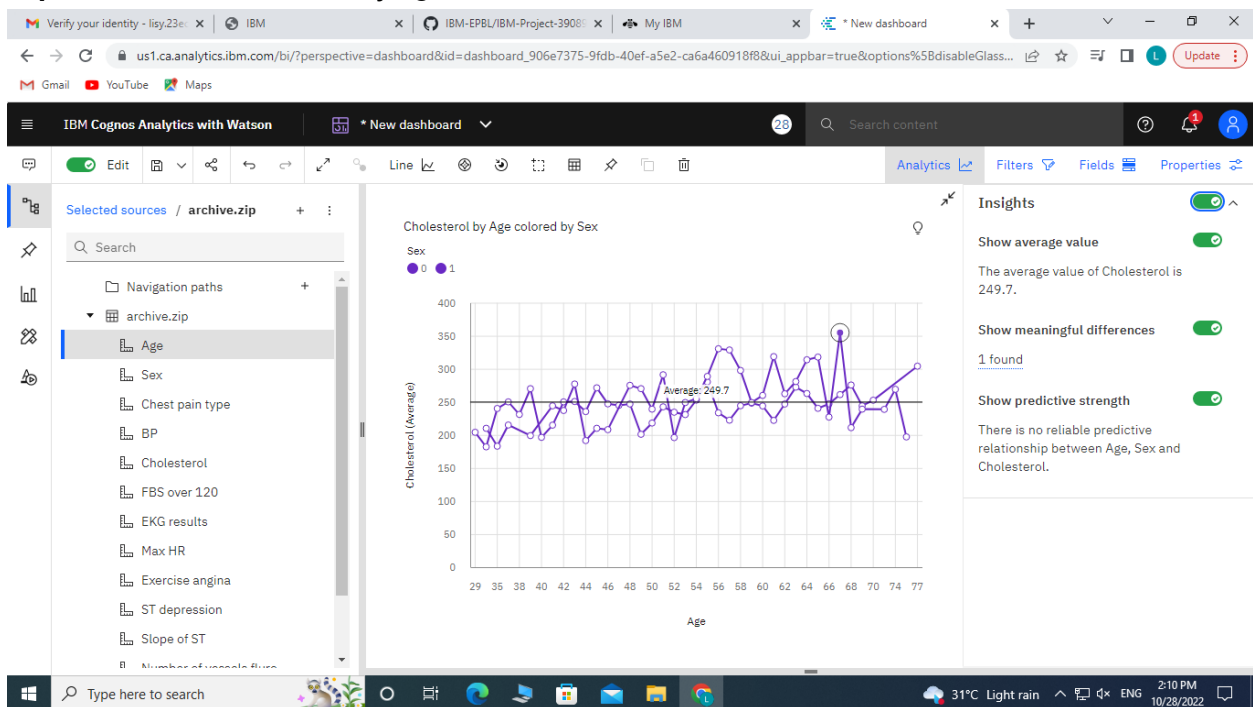 Verify your identity - lisy.23ec
IBM
IBM-EPBL/IBM-Project-39089
My IBM
* New dashboard
us1.ca.analytics.ibm.com/bi/?perspective=dashboard&id=dashboard_906e7375-9fdb-40ef-a5e2-ca6a460918f8&ui_appbar=true&options%5BdisableGlass...
L
Update
Gmail
YouTube
Maps
IBM Cognos Analytics with Watson
* New dashboard
28
Search content
1
Edit
Line
Analytics
Filters
Fields
Properties
Selected sources / archive.zip
Search
Navigation paths
archive.zip
Age
Sex
Chest pain type
BP
Cholesterol
FBS over 120
EKG results
Max HR
Exercise angina
ST depression
Slope of ST
Cholesterol by Age colored by Sex
Sex
0 1
400
350
300
250
200
150
100
50
0
Cholesterol (Average)
Average: 249.7
29 35 38 40 42 44 46 48 50 52 54 56 58 60 62 64 66 68 70 74 77
Age
Insights
Show average value
The average value of Cholesterol is
249.7.
Show meaningful differences
1 found
Show predictive strength
There is no reliable predictive
relationship between Age, Sex and
Cholesterol.
Type here to search
31°C Light rain
ENG
2:10 PM
10/28/2022